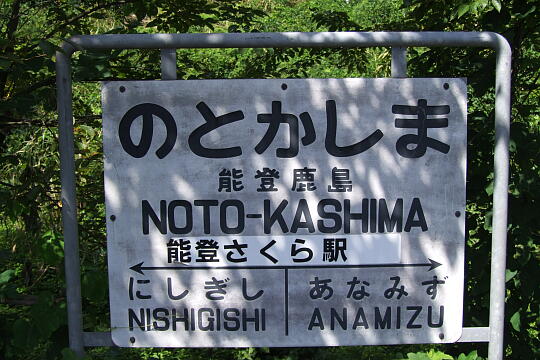 のとかしま
能登鹿島
NOTO-KASHIMA
能登さくら駅
にしぎし あなみず
NISHIGISHI ANAMIZU